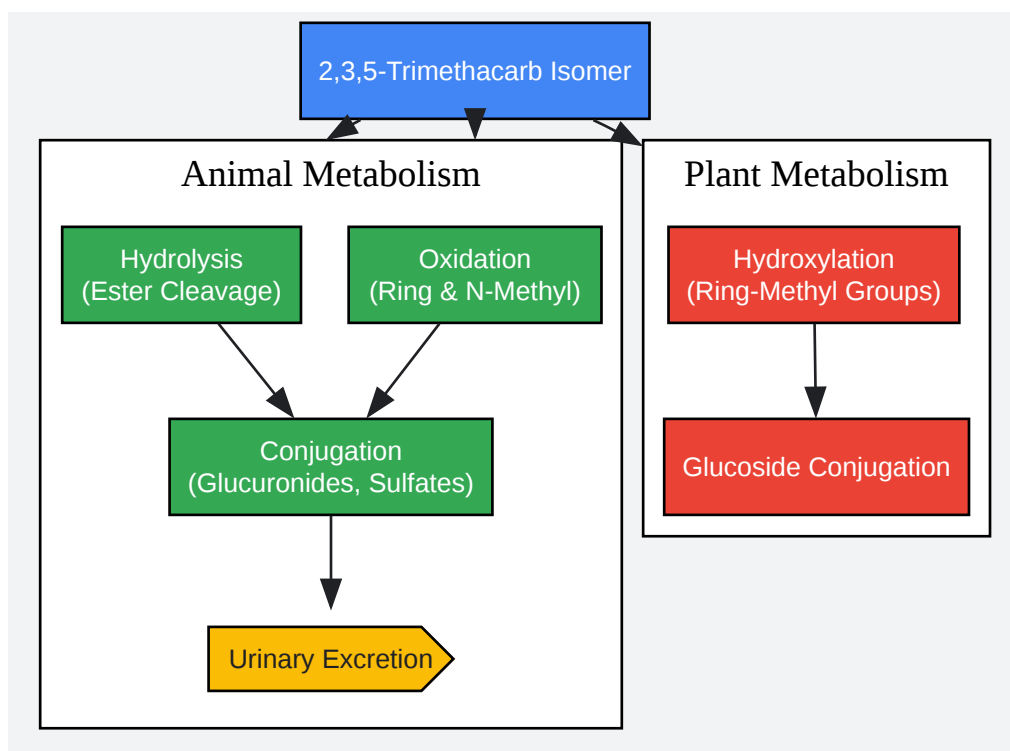 2,3,5-Trimethacarb Isomer
Animal Metabolism
Hydrolysis
(Ester Cleavage)
Oxidation
(Ring & N-Methyl)
Conjugation
(Glucuronides, Sulfates)
Urinary Excretion
Plant Metabolism
Hydroxylation
(Ring-Methyl Groups)
Glucoside Conjugation